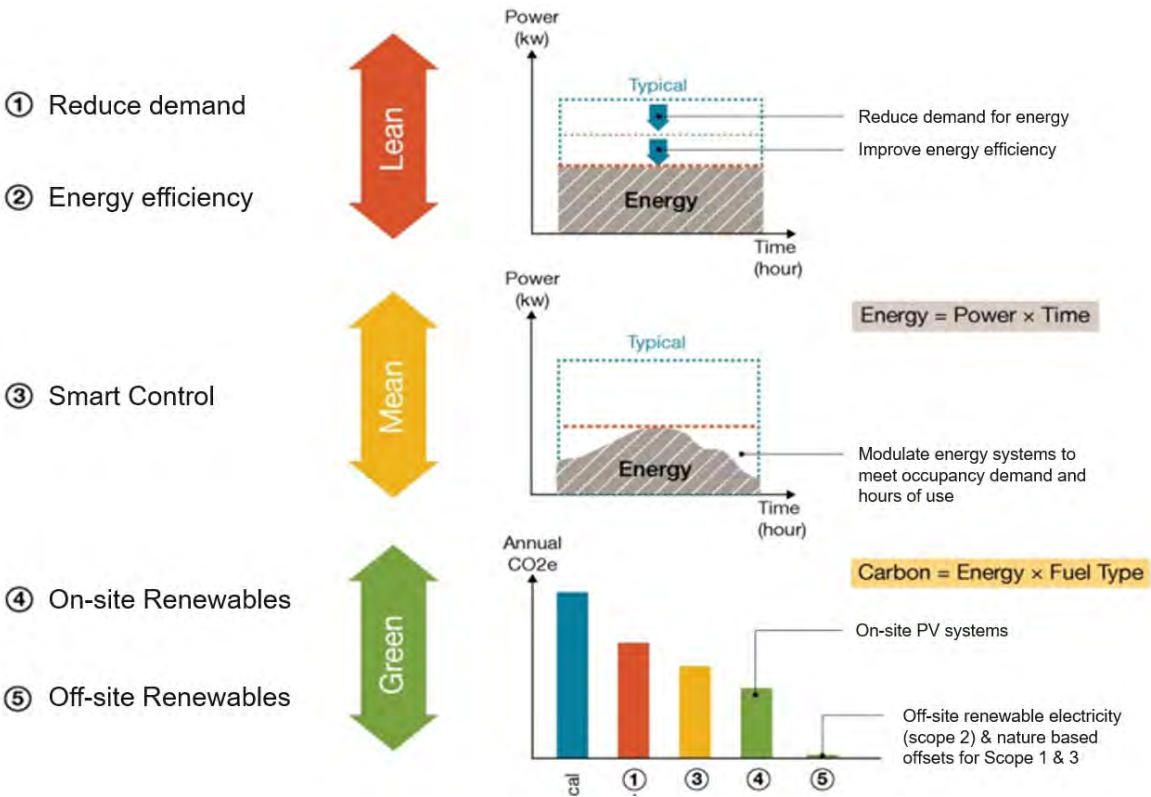 ① Reduce demand
② Energy efficiency
Lean
Power
(kw)
Typical
Reduce demand for energy
Improve energy efficiency
Energy
Time
(hour)
③ Smart Control
Mean
Power
(kw)
Energy = Power × Time
Typical
Energy
Modulate energy systems to
meet occupancy demand and
hours of use
Time
(hour)
④ On-site Renewables
⑤ Off-site Renewables
Green
Annual
CO2e
Carbon = Energy × Fuel Type
On-site PV systems
Off-site renewable electricity
(scope 2) & nature based
offsets for Scope 1 & 3
① ③ ④ ⑤